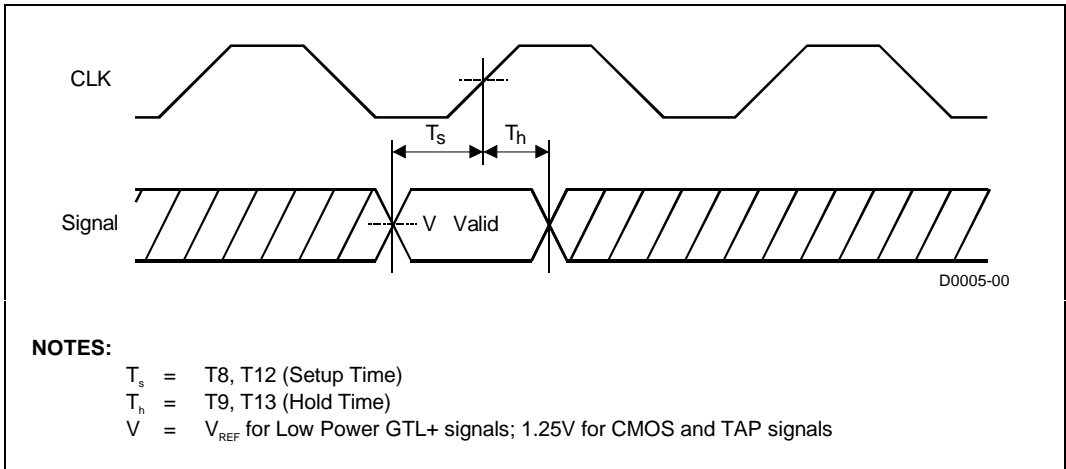 CLK
Ts Th
Signal
V Valid
D0005-00
NOTES:
Ts = T8, T12 (Setup Time)
Th = T9, T13 (Hold Time)
V = VREF for Low Power GTL+ signals; 1.25V for CMOS and TAP signals